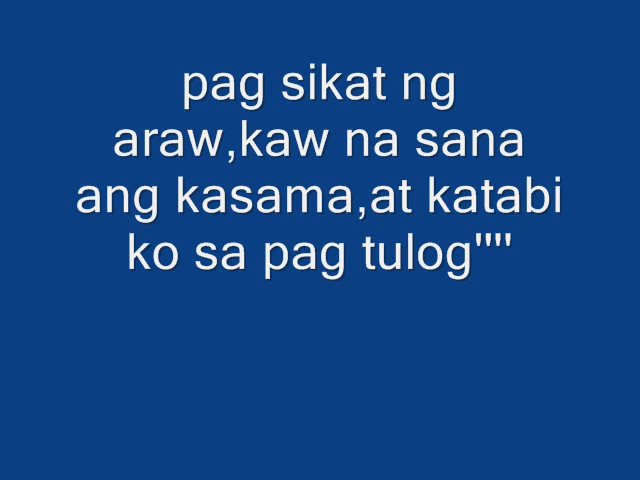 pag sikat ng
araw,kaw na sana
ang kasama,at katabi
ko sa pag tulog''''